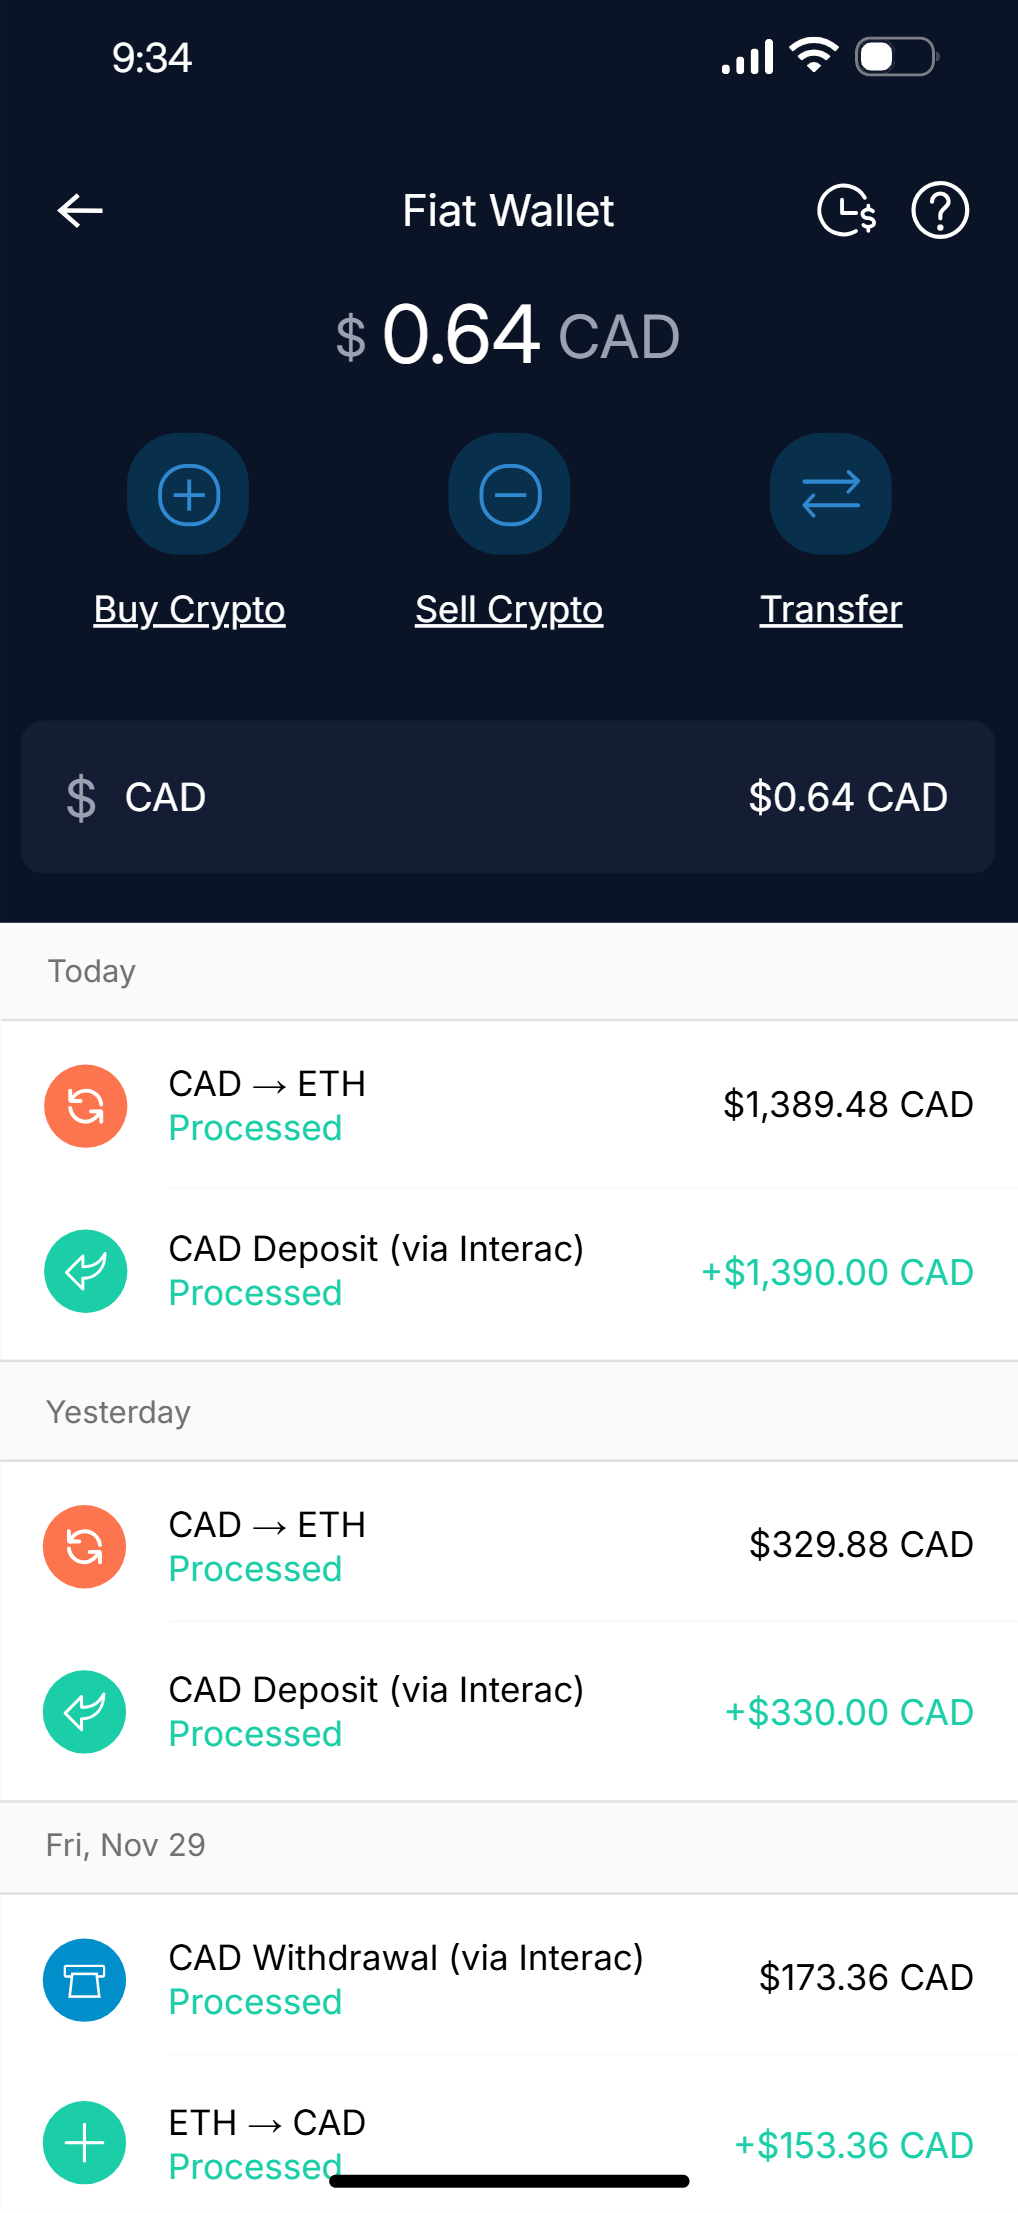 9:34
Fiat Wallet
$ 0.64 CAD
Buy Crypto Sell Crypto Transfer
$ CAD $0.64 CAD
Today
CAD → ETH
Processed
$1,389.48 CAD
CAD Deposit (via Interac)
Processed
+$1,390.00 CAD
Yesterday
CAD → ETH
Processed
$329.88 CAD
CAD Deposit (via Interac)
Processed
+$330.00 CAD
Fri, Nov 29
CAD Withdrawal (via Interac)
Processed
$173.36 CAD
ETH → CAD
Processed
+$153.36 CAD